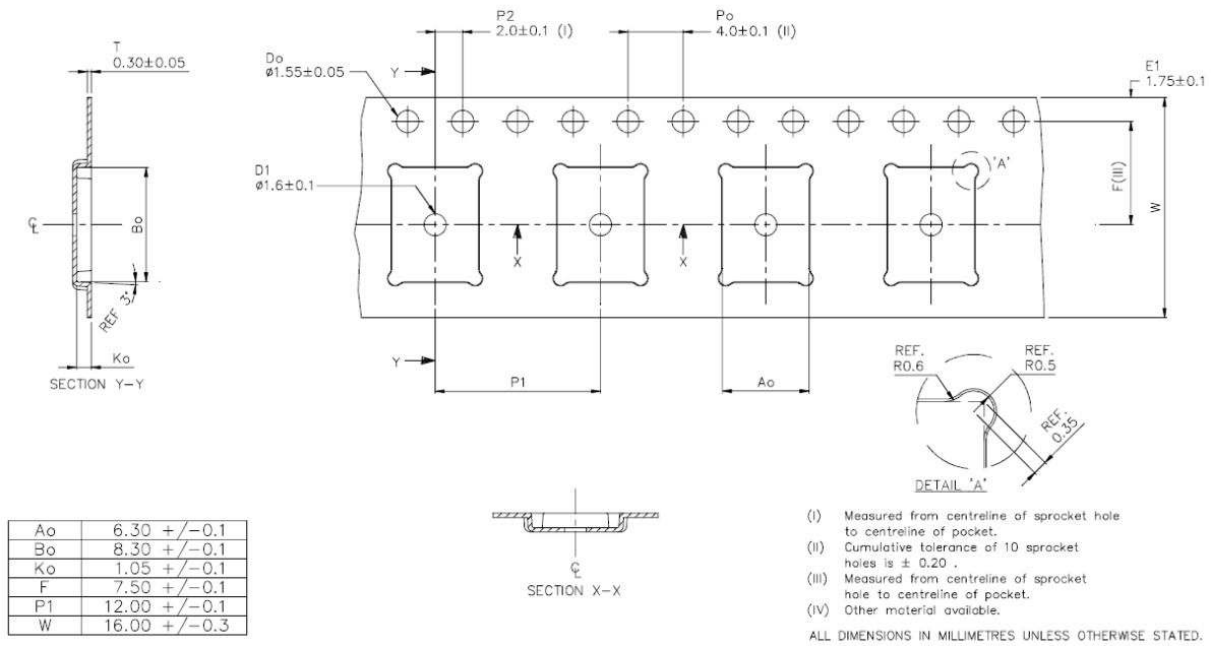 P2
2.0±0.1 (I)
Po
4.0±0.1 (II)
T
0.30±0.05
Do
ø1.55±0.05
Y
E1
1.75±0.1
D1
ø1.6±0.1
'A'
F(III)
W
℄
Bo
X
X
REF 3°
Ko
SECTION Y-Y
Y
P1
Ao
REF.
R0.6
REF.
R0.5
REF.
0.35
DETAIL 'A'
Ao 6.30 +/-0.1
Bo 8.30 +/-0.1
Ko 1.05 +/-0.1
F 7.50 +/-0.1
P1 12.00 +/-0.1
W 16.00 +/-0.3
℄
SECTION X-X
(I) Measured from centreline of sprocket hole
to centreline of pocket.
(II) Cumulative tolerance of 10 sprocket
holes is ± 0.20 .
(III) Measured from centreline of sprocket
hole to centreline of pocket.
(IV) Other material available.
ALL DIMENSIONS IN MILLIMETRES UNLESS OTHERWISE STATED.